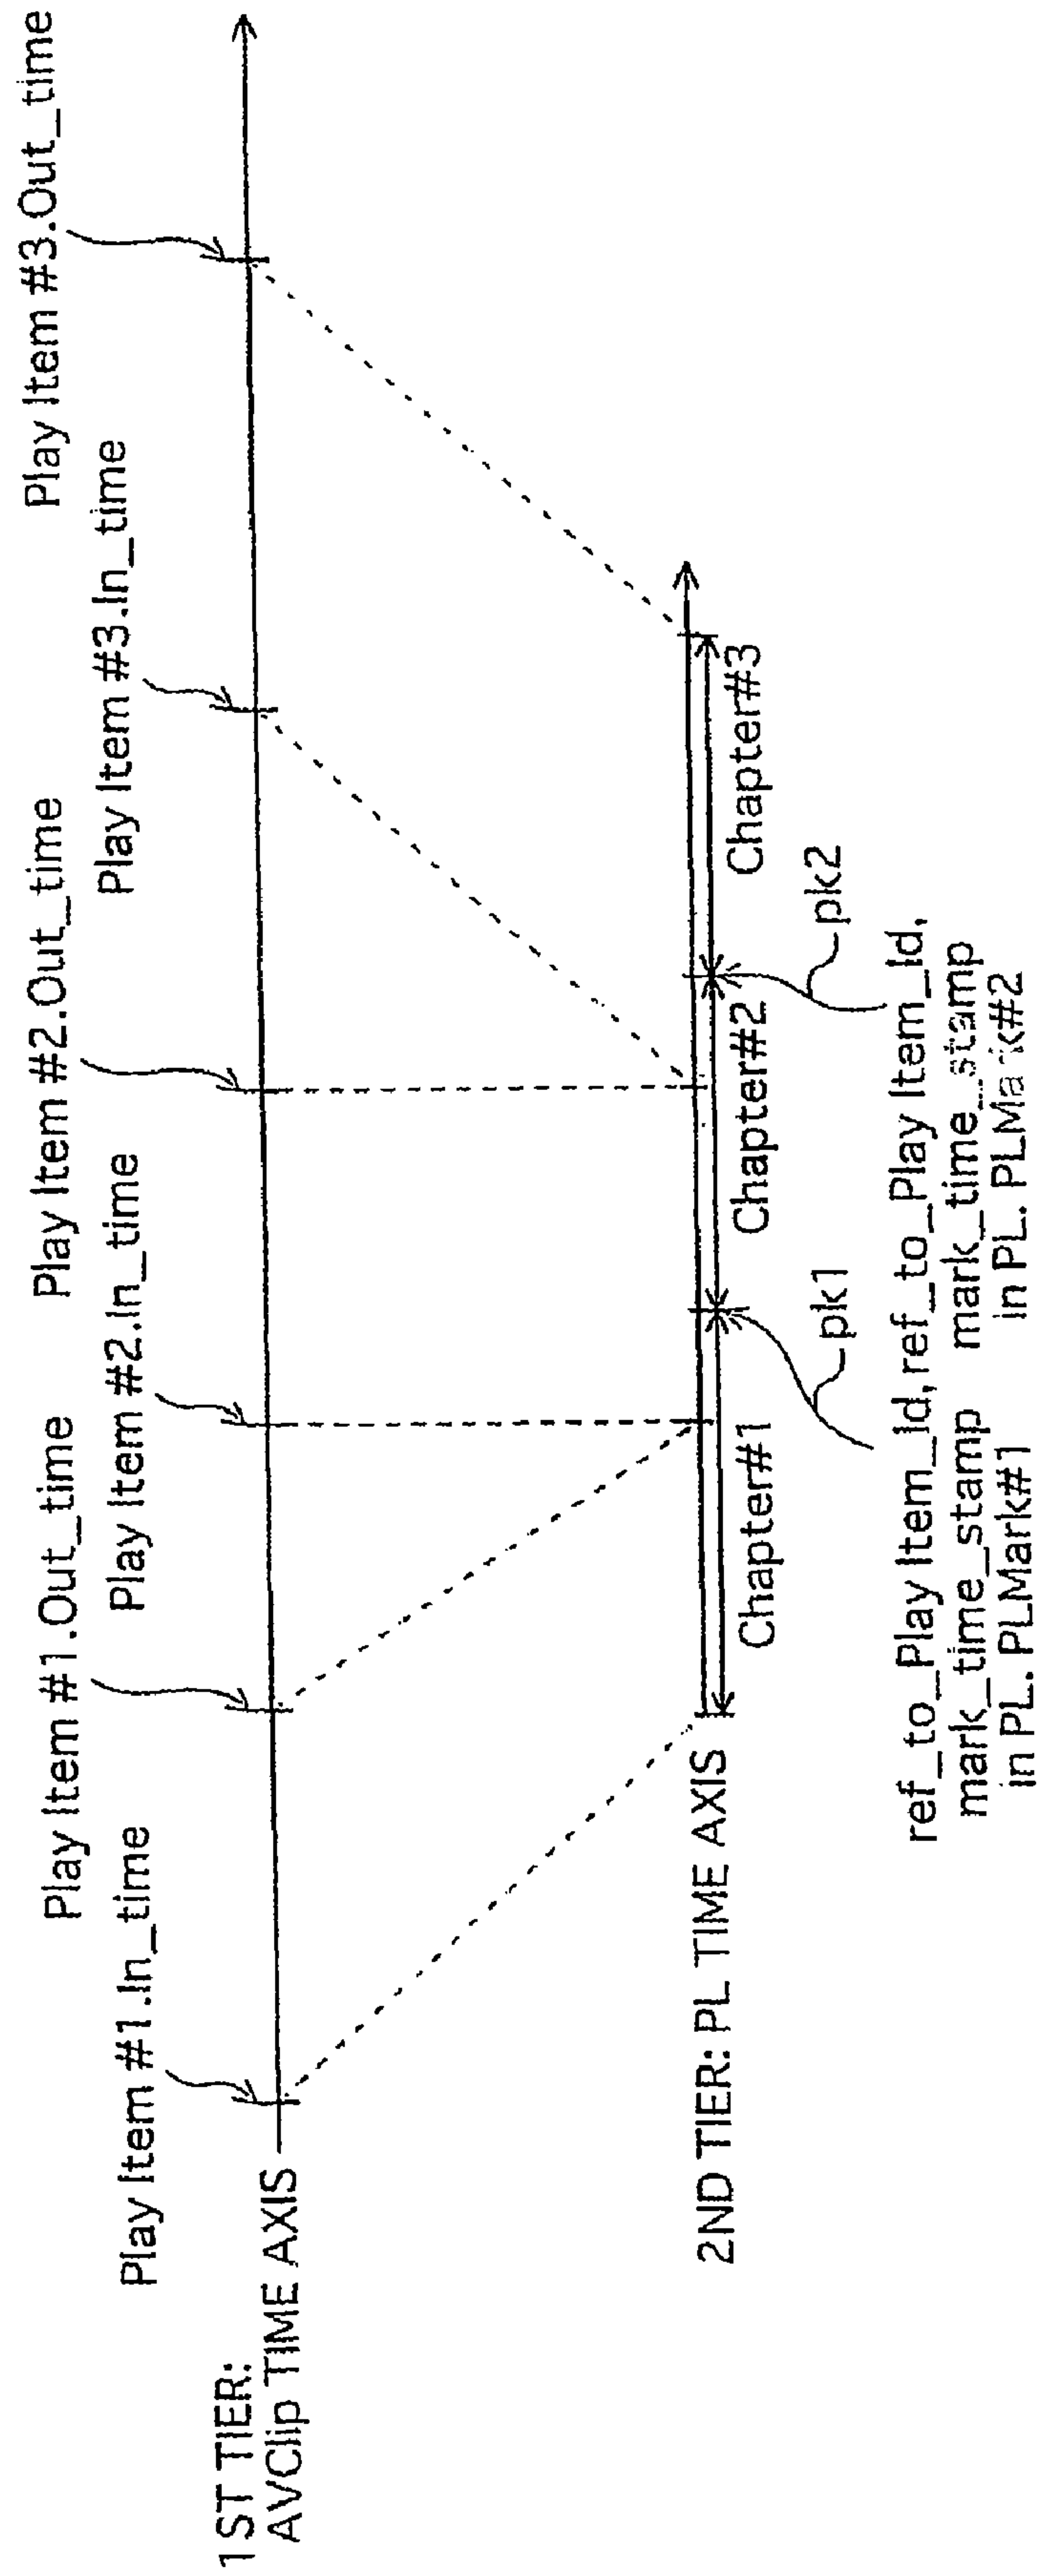 Play Item #1.In_time
Play Item #1.Out_time
Play Item #2.In_time
Play Item #2.Out_time
Play Item #3.In_time
Play Item #3.Out_time
1ST TIER:
AVClip TIME AXIS
2ND TIER: PL TIME AXIS
Chapter#1
Chapter#2
Chapter#3
pk1
pk2
ref_to_Play Item_Id,
mark_time_stamp
in PL. PLMark#1
ref_to_Play Item_Id,
mark_time_stamp
in PL. PLMark#2